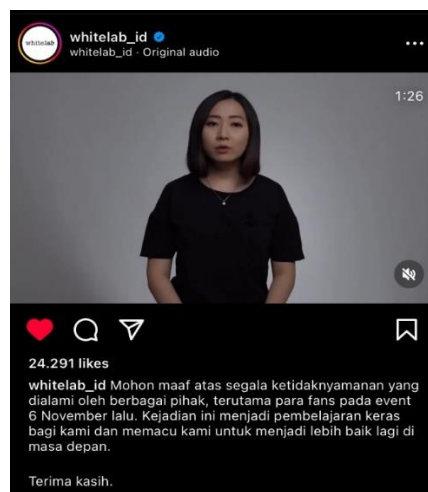 whitelab
whitelab_id
whitelab_id · Original audio
1:26
24.291 likes
whitelab_id Mohon maaf atas segala ketidaknyamanan yang
dialami oleh berbagai pihak, terutama para fans pada event
6 November lalu. Kejadian ini menjadi pembelajaran keras
bagi kami dan memacu kami untuk menjadi lebih baik lagi di
masa depan.
Terima kasih.